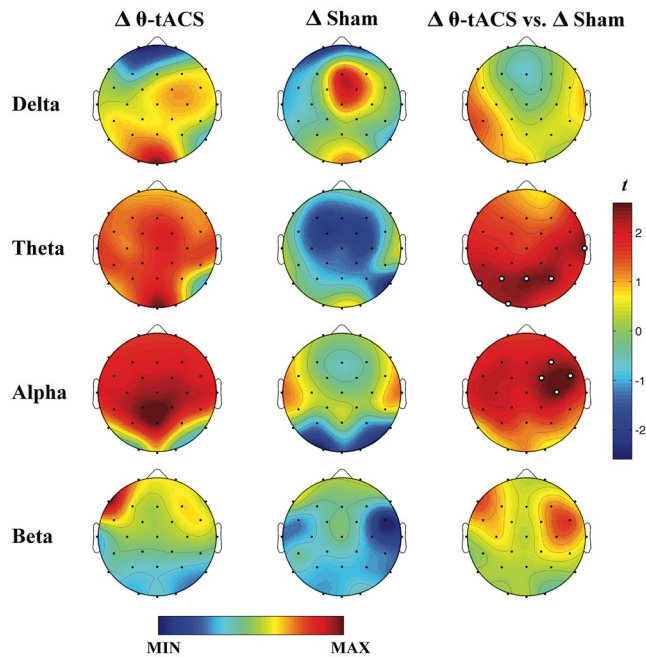 Δ θ-tACS Δ Sham Δ θ-tACS vs. Δ Sham
Delta
t
Theta
2
1
0
Alpha
-1
-2
Beta
MIN MAX